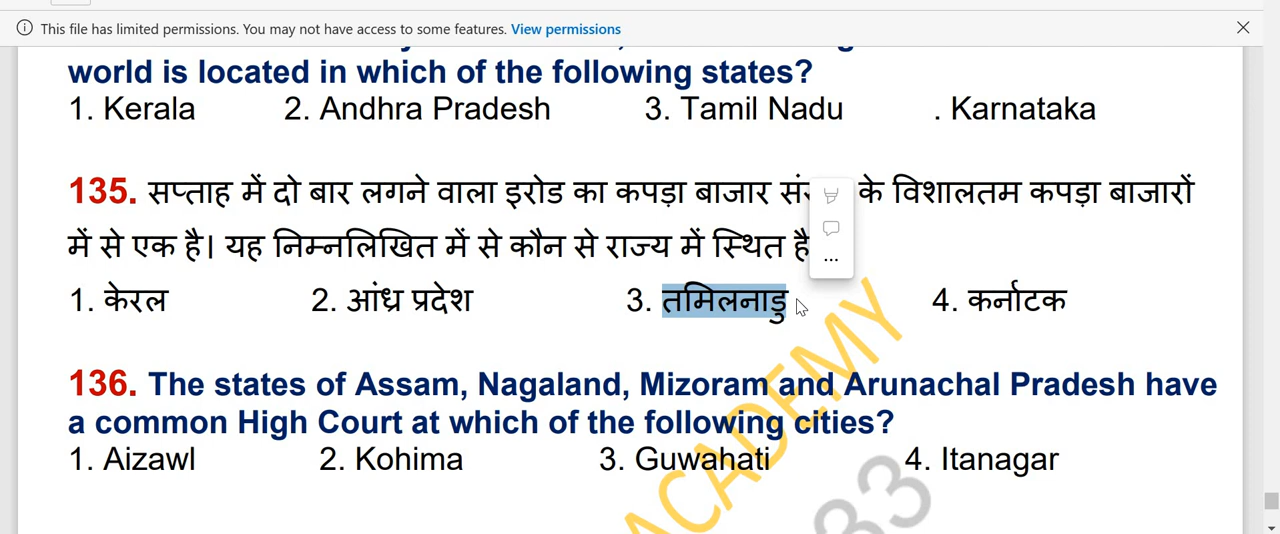 This file has limited permissions. You may not have access to some features. View permissions
world is located in which of the following states?
1. Kerala 2. Andhra Pradesh 3. Tamil Nadu . Karnataka
135. सप्ताह में दो बार लगने वाला इरोड का कपड़ा बाजार के विशालतम कपड़ा बाजारों
में से एक है। यह निम्नलिखित में से कौन से राज्य में स्थित है
1. केरल 2. आंध्र प्रदेश 3. तमिलनाडु 4. कर्नाटक
136. The states of Assam, Nagaland, Mizoram and Arunachal Pradesh have
a common High Court at which of the following cities?
1. Aizawl 2. Kohima 3. Guwahati 4. Itanagar
ACADEMY
33